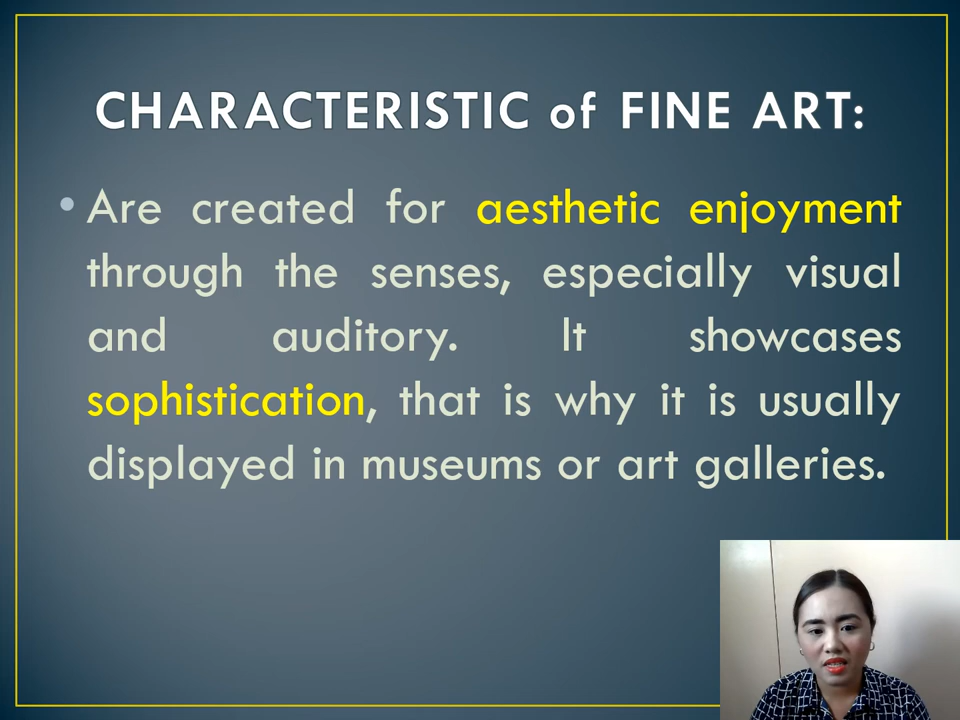 CHARACTERISTIC of FINE ART:
• Are created for aesthetic enjoyment
through the senses, especially visual
and auditory. It showcases
sophistication, that is why it is usually
displayed in museums or art galleries.